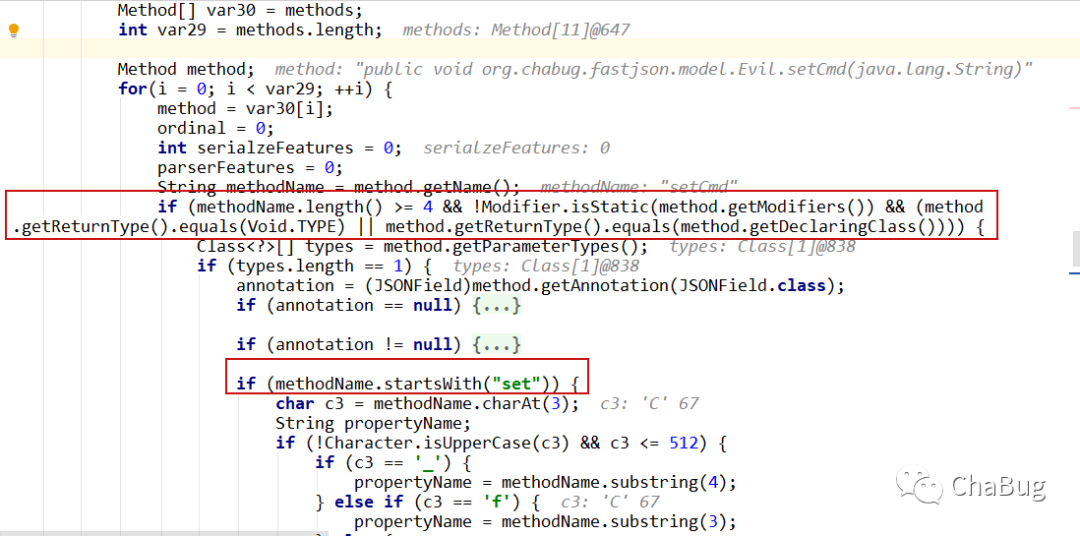 Method[] var30 = methods;
int var29 = methods.length;  methods: Method[11]@647
Method method;  method: "public void org.chabug.fastjson.model.Evil.setCmd(java.lang.String)"
for(i = 0; i < var29; ++i) {
method = var30[i];
ordinal = 0;
int serialzeFeatures = 0;  serialzeFeatures: 0
parserFeatures = 0;
String methodName = method.getName();  methodName: "setCmd"
if (methodName.length() >= 4 && !Modifier.isStatic(method.getModifiers()) && (method
.getReturnType().equals(Void.TYPE) || method.getReturnType().equals(method.getDeclaringClass()))) {
Class<?>[] types = method.getParameterTypes();  types: Class[1]@838
if (types.length == 1) {  types: Class[1]@838
annotation = (JSONField)method.getAnnotation(JSONField.class);
if (annotation == null) {...}
if (annotation != null) {...}
if (methodName.startsWith("set")) {
char c3 = methodName.charAt(3);  c3: 'C' 67
String propertyName;
if (!Character.isUpperCase(c3) && c3 <= 512) {
if (c3 == '_') {
propertyName = methodName.substring(4);
} else if (c3 == 'f') {  c3: 'C' 67
propertyName = methodName.substring(3);
ChaBug